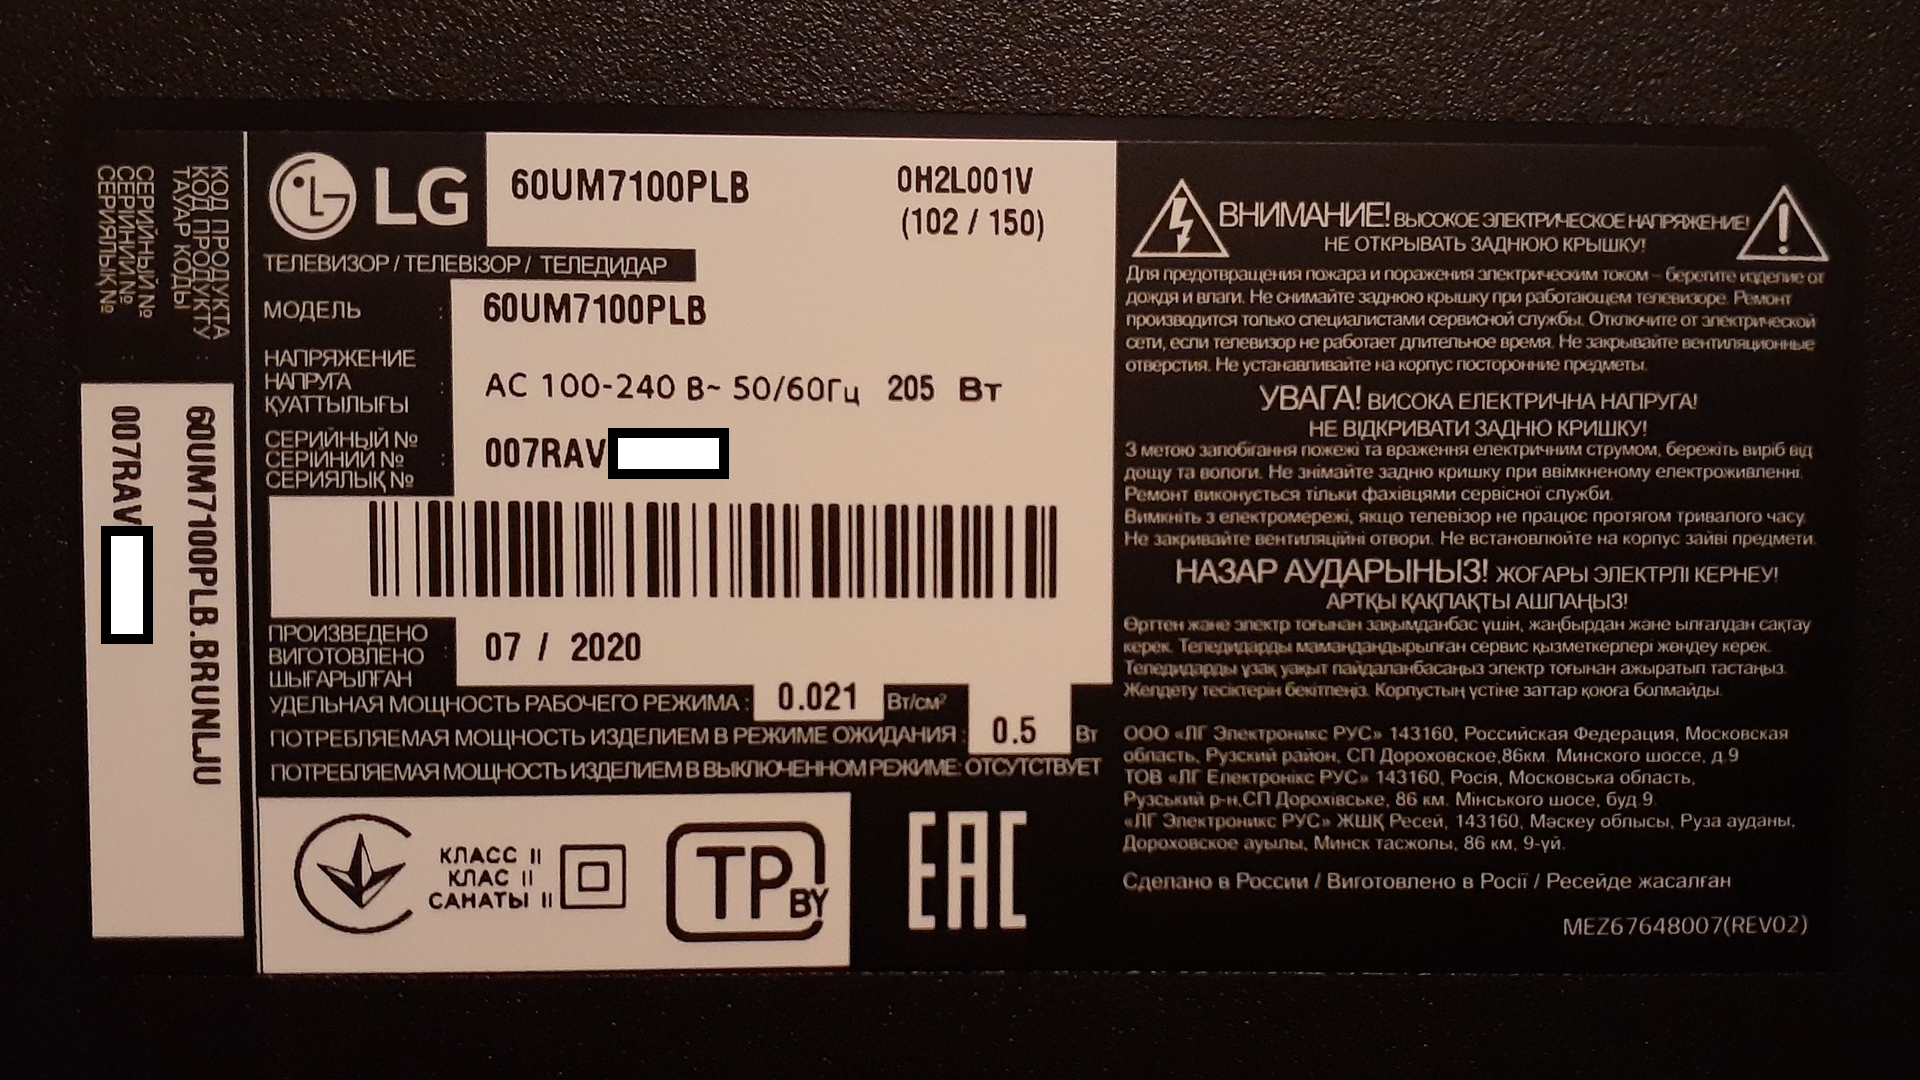 КОД ПРОДУКТА
КОД ПРОДУКТУ :
ТАУАР КОДЫ
СЕРИЙНЫЙ №
СЕРІЙНИЙ № :
СЕРИЯЛЫҚ №
60UM7100PLB.BRUNLJU
007RAV
LG
60UM7100PLB
0H2L001V
(102 / 150)
ТЕЛЕВИЗОР / ТЕЛЕВІЗОР / ТЕЛЕДИДАР
МОДЕЛЬ : 60UM7100PLB
НАПРЯЖЕНИЕ
НАПРУГА : AC 100-240 В~ 50/60Гц 205 Вт
ҚУАТТЫЛЫҒЫ
СЕРИЙНЫЙ №
СЕРІЙНИЙ № : 007RAV
СЕРИЯЛЫҚ №
ПРОИЗВЕДЕНО
ВИГОТОВЛЕНО : 07 / 2020
ШЫҒАРЫЛҒАН
УДЕЛЬНАЯ МОЩНОСТЬ РАБОЧЕГО РЕЖИМА : 0.021 Вт/см²
ПОТРЕБЛЯЕМАЯ МОЩНОСТЬ ИЗДЕЛИЕМ В РЕЖИМЕ ОЖИДАНИЯ : 0.5 Вт
ПОТРЕБЛЯЕМАЯ МОЩНОСТЬ ИЗДЕЛИЕМ В ВЫКЛЮЧЕННОМ РЕЖИМЕ: ОТСУТСТВУЕТ
КЛАСС II
КЛАС II
САНАТЫ II
TP BY
EAC
ВНИМАНИЕ! ВЫСОКОЕ ЭЛЕКТРИЧЕСКОЕ НАПРЯЖЕНИЕ!
НЕ ОТКРЫВАТЬ ЗАДНЮЮ КРЫШКУ!
Для предотвращения пожара и поражения электрическим током – берегите изделие от
дождя и влаги. Не снимайте заднюю крышку при работающем телевизоре. Ремонт
производится только специалистами сервисной службы. Отключите от электрической
сети, если телевизор не работает длительное время. Не закрывайте вентиляционные
отверстия. Не устанавливайте на корпус посторонние предметы.
УВАГА! ВИСОКА ЕЛЕКТРИЧНА НАПРУГА!
НЕ ВІДКРИВАТИ ЗАДНЮ КРИШКУ!
З метою запобігання пожежі та враження електричним струмом, бережіть виріб від
дощу та вологи. Не знімайте задню кришку при ввімкненому електроживленні.
Ремонт виконується тільки фахівцями сервісної служби.
Вимкніть з електромережі, якщо телевізор не працює протягом тривалого часу.
Не закривайте вентиляційні отвори. Не встановлюйте на корпус зайві предмети.
НАЗАР АУДАРЫНЫЗ! ЖОҒАРЫ ЭЛЕКТРЛІ КЕРНЕУ!
АРТҚЫ ҚАҚПАҚТЫ АШПАҢЫЗ!
Өрттен және электр тоғынан зақымданбас үшін, жаңбырдан және ылғалдан сақтау
керек. Теледидарды мамандандырылған сервис қызметкерлері жөндеу керек.
Теледидарды ұзақ уақыт пайдаланбасаңыз электр тоғынан ажыратып тастаңыз.
Желдету тесіктерін бекітпеңіз. Корпустың үстіне заттар қоюға болмайды.
ООО «ЛГ Электроникс РУС» 143160, Российская Федерация, Московская
область, Рузский район, СП Дороховское,86км. Минского шоссе, д.9
ТОВ «ЛГ Електронікс РУС» 143160, Росія, Московська область,
Рузський р-н,СП Дорохівське, 86 км. Мінського шосе, буд.9.
«ЛГ Электроникс РУС» ЖШҚ Ресей, 143160, Мәскеу облысы, Руза ауданы,
Дороховское ауылы, Минск тасжолы, 86 км, 9-үй.
Сделано в России / Виготовлено в Росії / Ресейде жасалған
MEZ67648007(REV02)